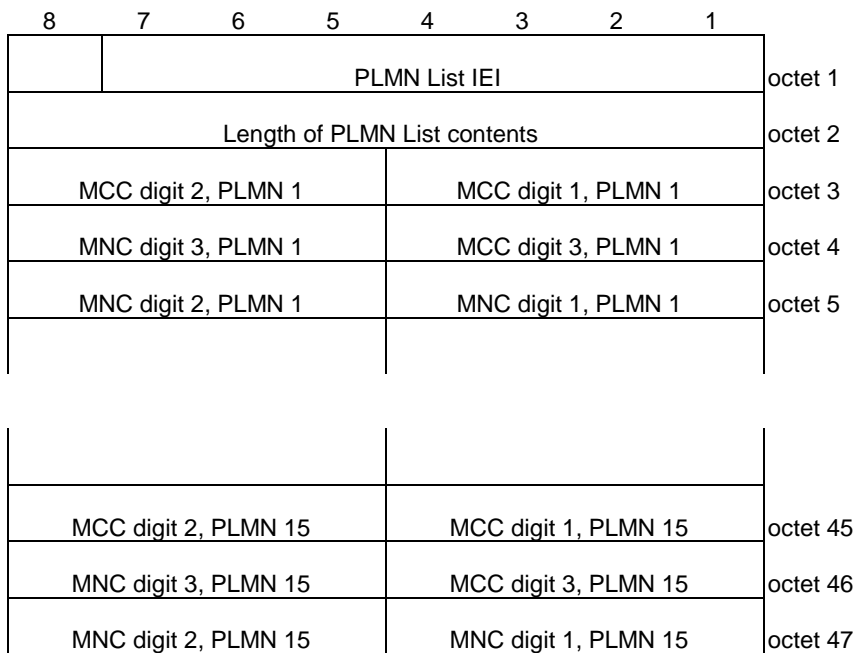 8 7 6 5 4 3 2 1
PLMN List IEI octet 1
Length of PLMN List contents octet 2
MCC digit 2, PLMN 1 MCC digit 1, PLMN 1 octet 3
MNC digit 3, PLMN 1 MCC digit 3, PLMN 1 octet 4
MNC digit 2, PLMN 1 MNC digit 1, PLMN 1 octet 5
MCC digit 2, PLMN 15 MCC digit 1, PLMN 15 octet 45
MNC digit 3, PLMN 15 MCC digit 3, PLMN 15 octet 46
MNC digit 2, PLMN 15 MNC digit 1, PLMN 15 octet 47